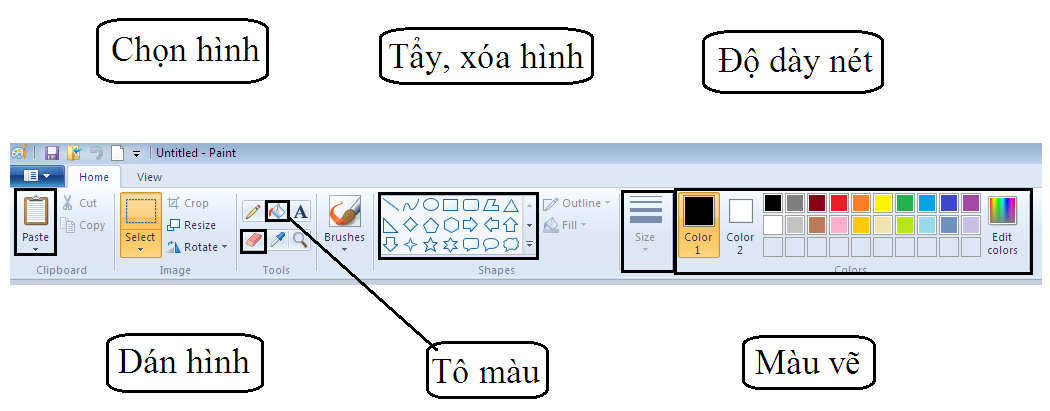 Chọn hình
Tẩy, xóa hình
Độ dày nét
Untitled - Paint
Home View
Paste
Cut
Copy
Clipboard
Select
Crop
Resize
Rotate
Image
A
Tools
Brushes
Shapes
Outline
Fill
Size
Color
1
Color
2
Edit
colors
Colors
Dán hình
Tô màu
Màu vẽ